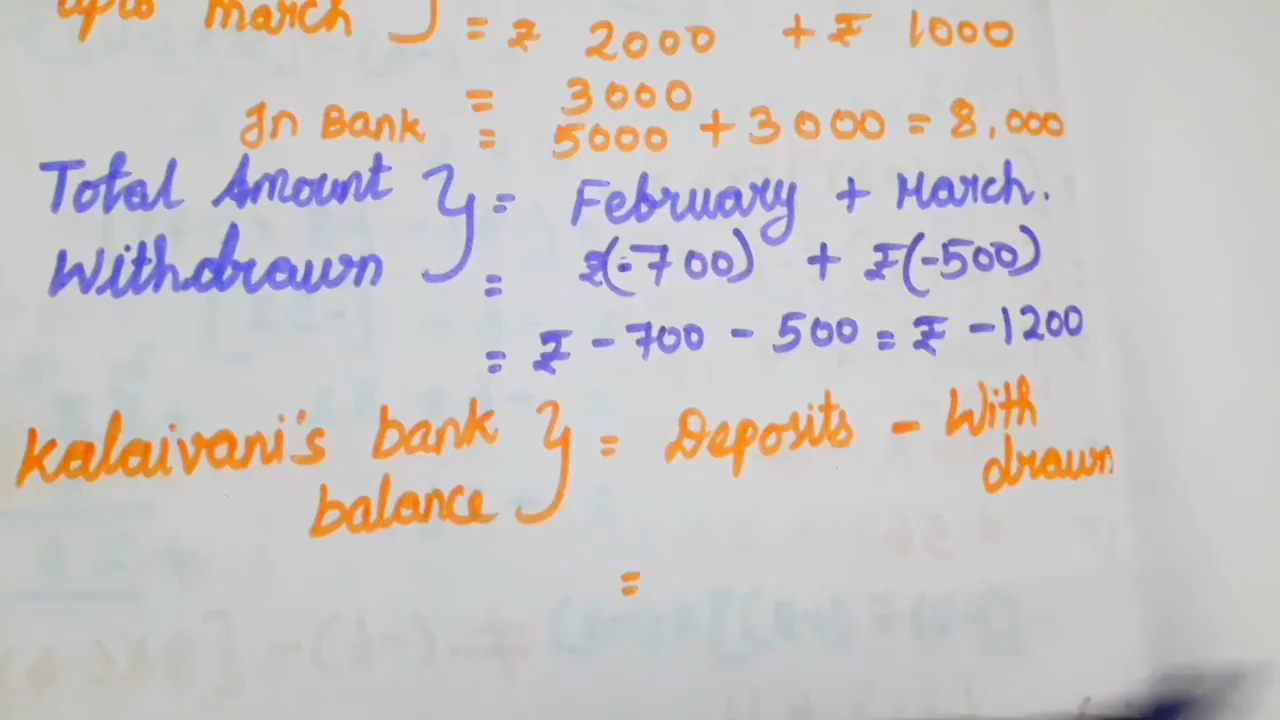 upto March } = ₹ 2000 + ₹ 1000
= 3000
In Bank = 5000 + 3000 = 8,000
Total Amount Withdrawn } = February + March.
= ₹(-700) + ₹(-500)
= ₹ -700 - 500 = ₹ -1200
Kalaivani's bank balance } = Deposits - With drawn
=